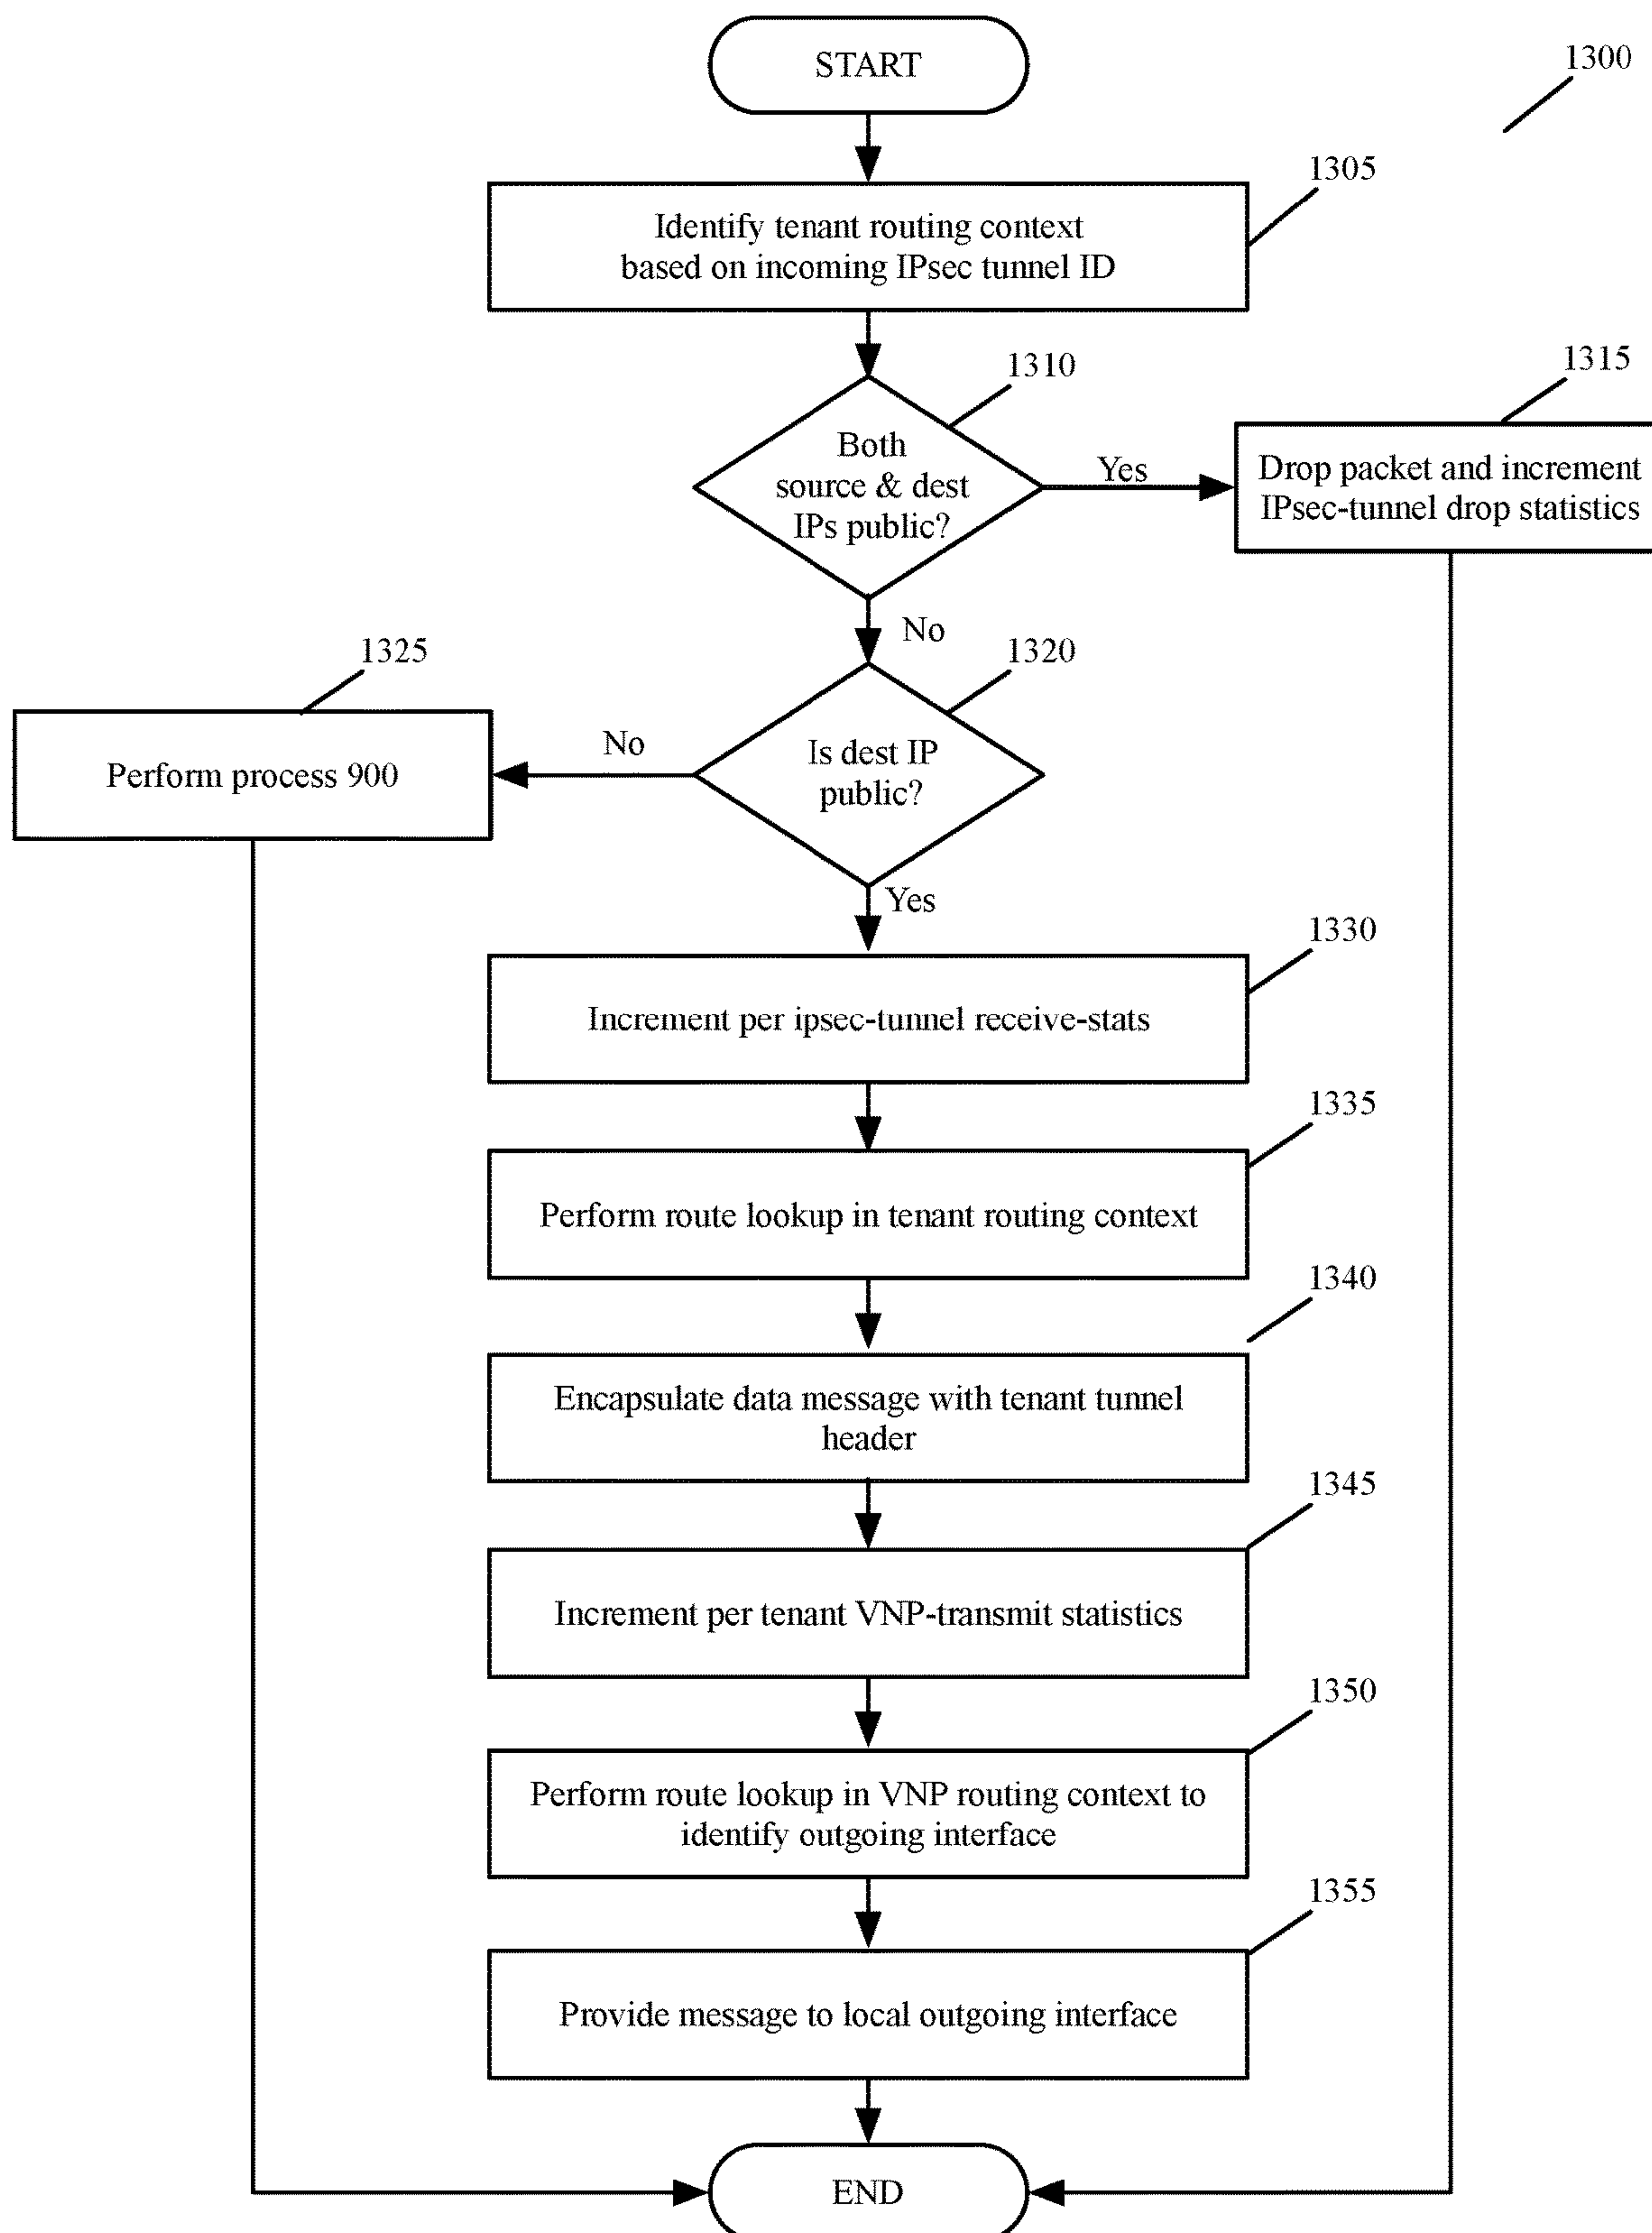 START
1300
1305
Identify tenant routing context
based on incoming IPsec tunnel ID
1310
1315
Both
source & dest
IPs public?
Yes
Drop packet and increment
IPsec-tunnel drop statistics
No
1320
1325
Is dest IP
public?
No
Perform process 900
Yes
1330
Increment per ipsec-tunnel receive-stats
1335
Perform route lookup in tenant routing context
1340
Encapsulate data message with tenant tunnel
header
1345
Increment per tenant VNP-transmit statistics
1350
Perform route lookup in VNP routing context to
identify outgoing interface
1355
Provide message to local outgoing interface
END